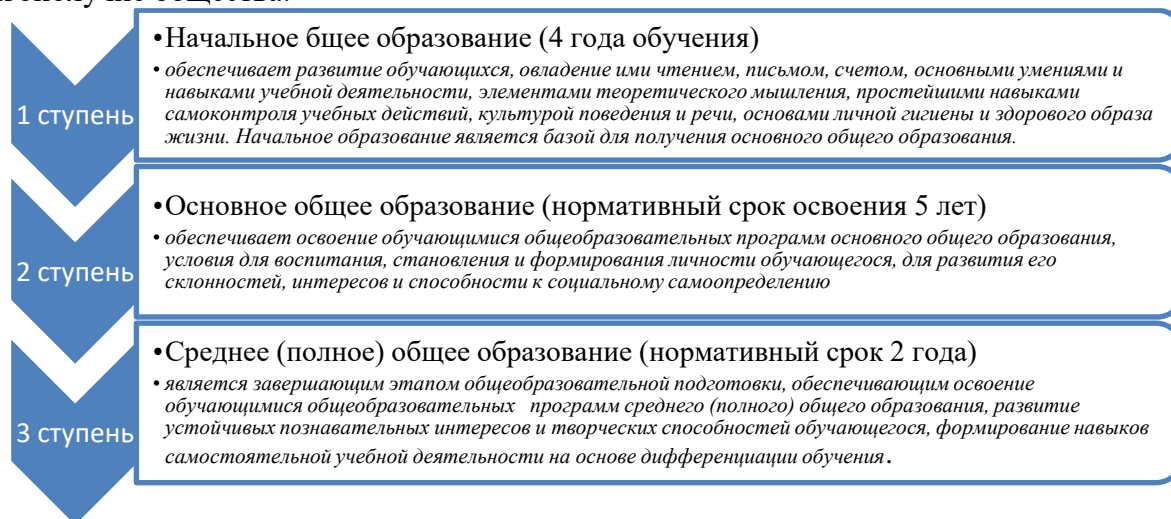 общества.
1 ступень
•Начальное бщее образование (4 года обучения)
• обеспечивает развитие обучающихся, овладение ими чтением, письмом, счетом, основными умениями и
навыками учебной деятельности, элементами теоретического мышления, простейшими навыками
самоконтроля учебных действий, культурой поведения и речи, основами личной гигиены и здорового образа
жизни. Начальное образование является базой для получения основного общего образования.
2 ступень
•Основное общее образование (нормативный срок освоения 5 лет)
• обеспечивает освоение обучающимися общеобразовательных программ основного общего образования,
условия для воспитания, становления и формирования личности обучающегося, для развития его
склонностей, интересов и способности к социальному самоопределению
3 ступень
•Среднее (полное) общее образование (нормативный срок 2 года)
• является завершающим этапом общеобразовательной подготовки, обеспечивающим освоение
обучающимися общеобразовательных программ среднего (полного) общего образования, развитие
устойчивых познавательных интересов и творческих способностей обучающегося, формирование навыков
самостоятельной учебной деятельности на основе дифференциации обучения.